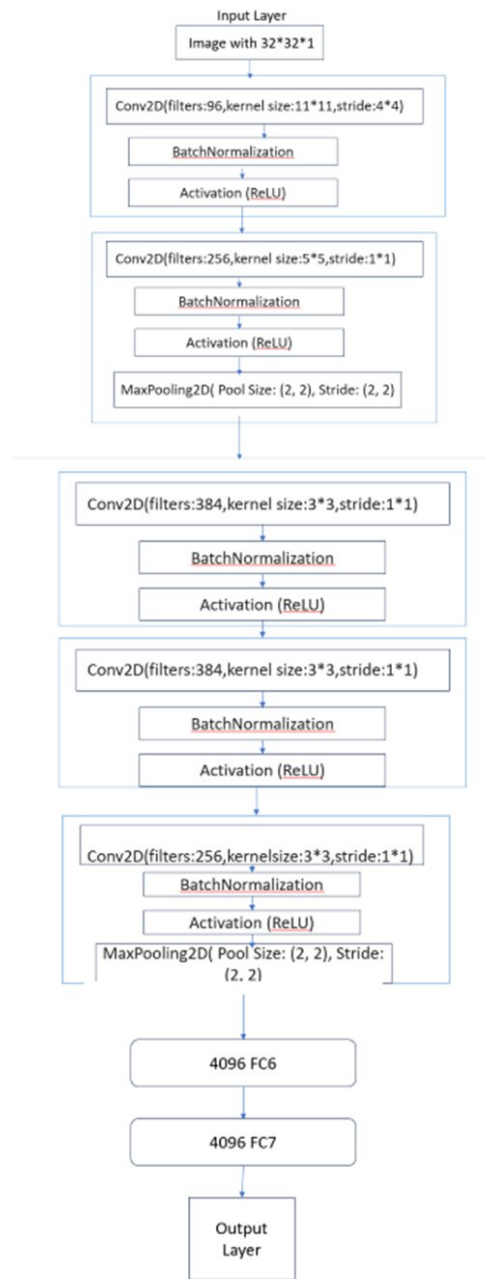 Input Layer
Image with 32*32*1
Conv2D(filters:96,kernel size:11*11,stride:4*4)
BatchNormalization
Activation (ReLU)
Conv2D(filters:256,kernel size:5*5,stride:1*1)
BatchNormalization
Activation (ReLU)
MaxPooling2D( Pool Size: (2, 2), Stride: (2, 2)
Conv2D(filters:384,kernel size:3*3,stride:1*1)
BatchNormalization
Activation (ReLU)
Conv2D(filters:384,kernel size:3*3,stride:1*1)
BatchNormalization
Activation (ReLU)
Conv2D(filters:256,kernelsize:3*3,stride:1*1)
BatchNormalization
Activation (ReLU)
MaxPooling2D( Pool Size: (2, 2), Stride:
(2, 2)
4096 FC6
4096 FC7
Output
Layer